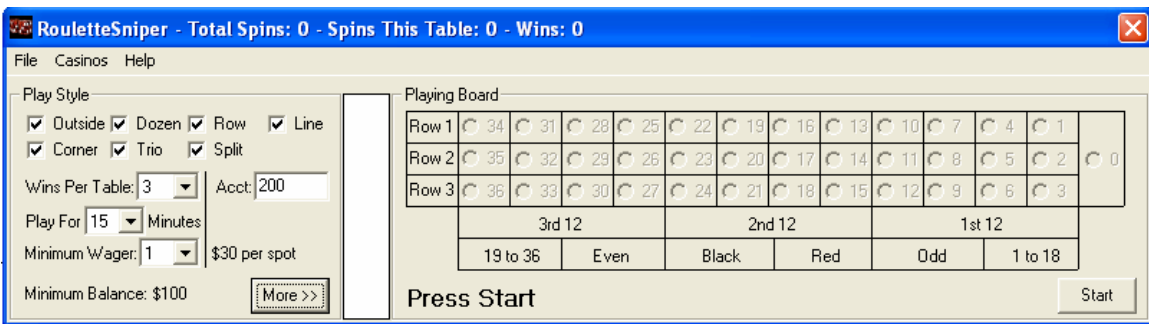 RouletteSniper - Total Spins: 0 - Spins This Table: 0 - Wins: 0
File Casinos Help
Play Style
Outside Dozen Row Line
Corner Trio Split
Wins Per Table: 3 Acct: 200
Play For 15 Minutes
Minimum Wager: 1 $30 per spot
Minimum Balance: $100 More >>
Playing Board
Row 1 34 31 28 25 22 19 16 13 10 7 4 1
Row 2 35 32 29 26 23 20 17 14 11 8 5 2 0
Row 3 36 33 30 27 24 21 18 15 12 9 6 3
3rd 12 2nd 12 1st 12
19 to 36 Even Black Red Odd 1 to 18
Press Start Start